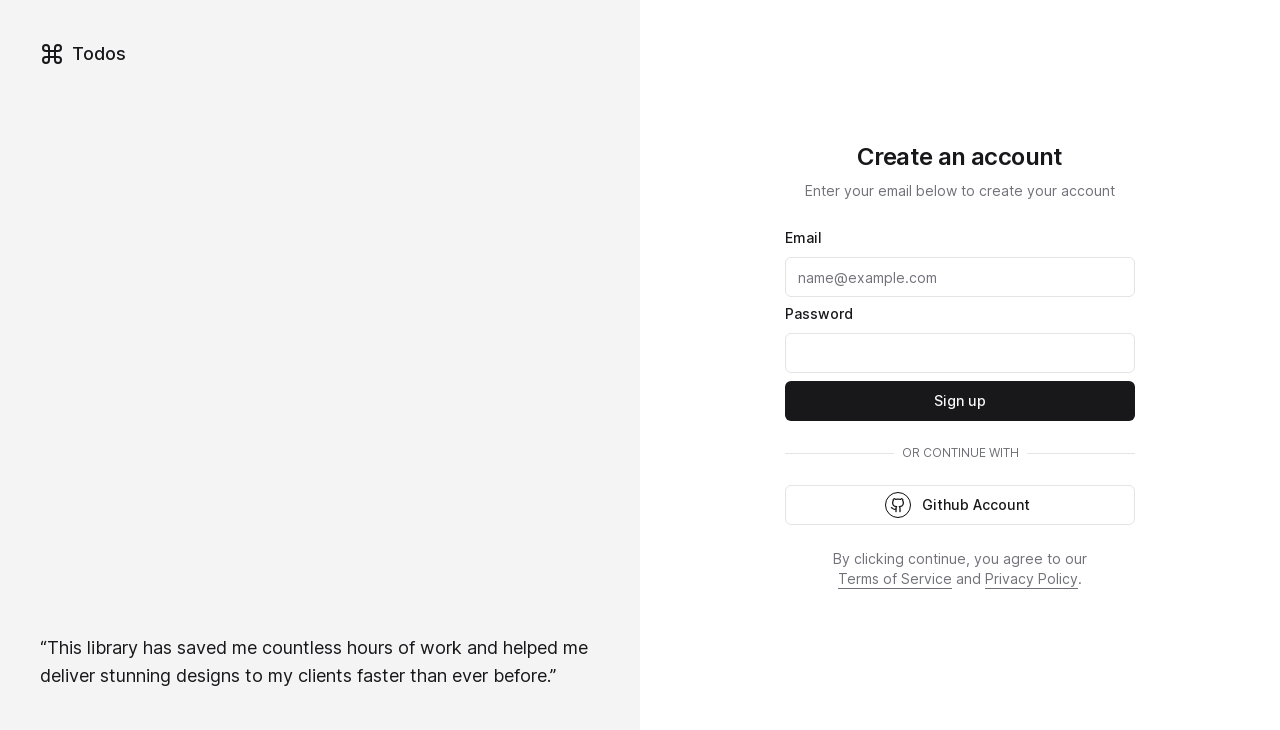 Todos
“This library has saved me countless hours of work and helped me
deliver stunning designs to my clients faster than ever before.”
Create an account
Enter your email below to create your account
Email
name@example.com
Password
Sign up
OR CONTINUE WITH
Github Account
By clicking continue, you agree to our
Terms of Service and Privacy Policy.